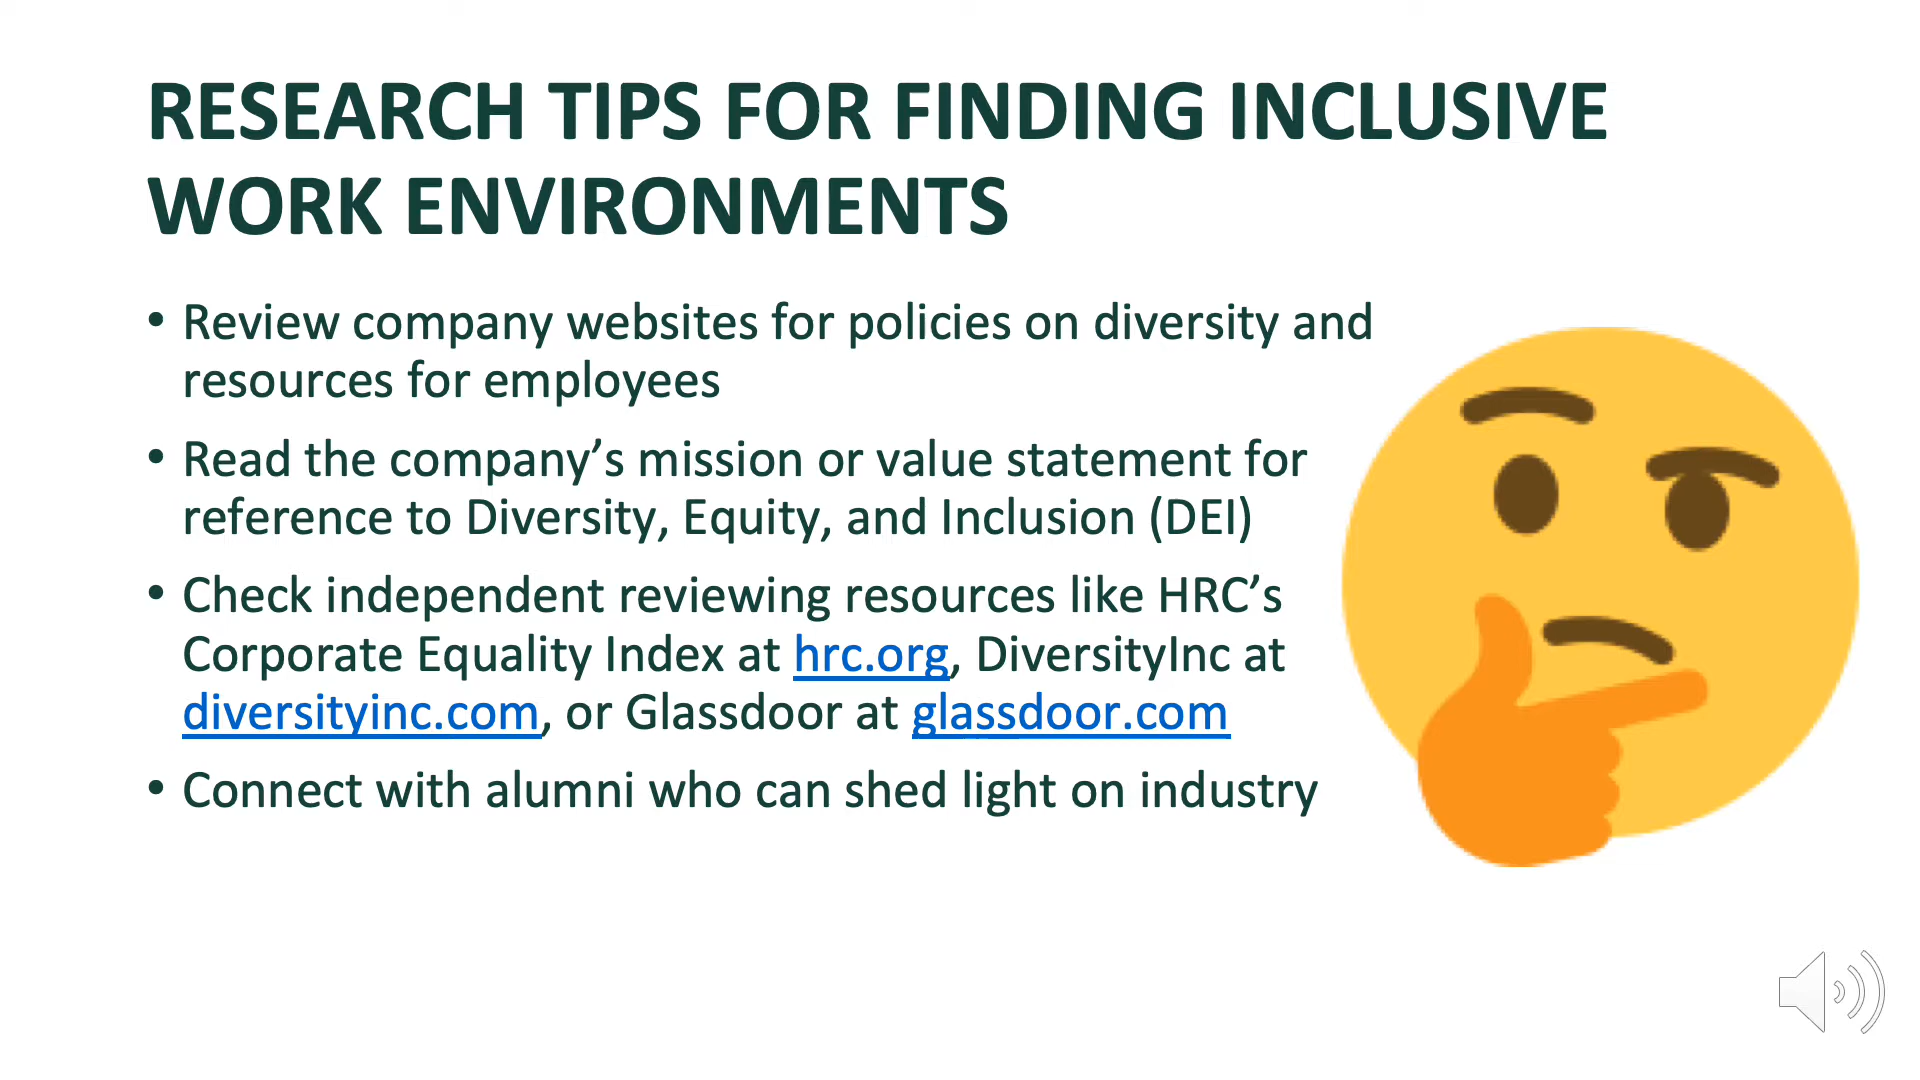 RESEARCH TIPS FOR FINDING INCLUSIVE
WORK ENVIRONMENTS
• Review company websites for policies on diversity and
resources for employees
• Read the company’s mission or value statement for
reference to Diversity, Equity, and Inclusion (DEI)
• Check independent reviewing resources like HRC’s
Corporate Equality Index at hrc.org, DiversityInc at
diversityinc.com, or Glassdoor at glassdoor.com
• Connect with alumni who can shed light on industry